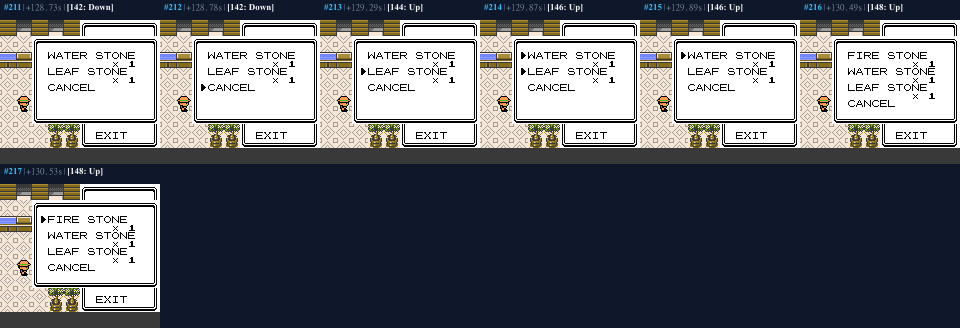 #211|+128.73s|[142: Down]
WATER STONE
× 1
LEAF STONE
× 1
CANCEL
EXIT
#212|+128.78s|[142: Down]
WATER STONE
× 1
LEAF STONE
× 1
▶CANCEL
EXIT
#213|+129.29s|[144: Up]
WATER STONE
× 1
▶LEAF STONE
× 1
CANCEL
EXIT
#214|+129.87s|[146: Up]
▶WATER STONE
× 1
▶LEAF STONE
× 1
CANCEL
EXIT
#215|+129.89s|[146: Up]
▶WATER STONE
× 1
LEAF STONE
× 1
CANCEL
EXIT
#216|+130.49s|[148: Up]
FIRE STONE
× 1
WATER STONE
× 1
LEAF STONE
× 1
CANCEL
EXIT
#217|+130.53s|[148: Up]
▶FIRE STONE
× 1
WATER STONE
× 1
LEAF STONE
× 1
CANCEL
EXIT